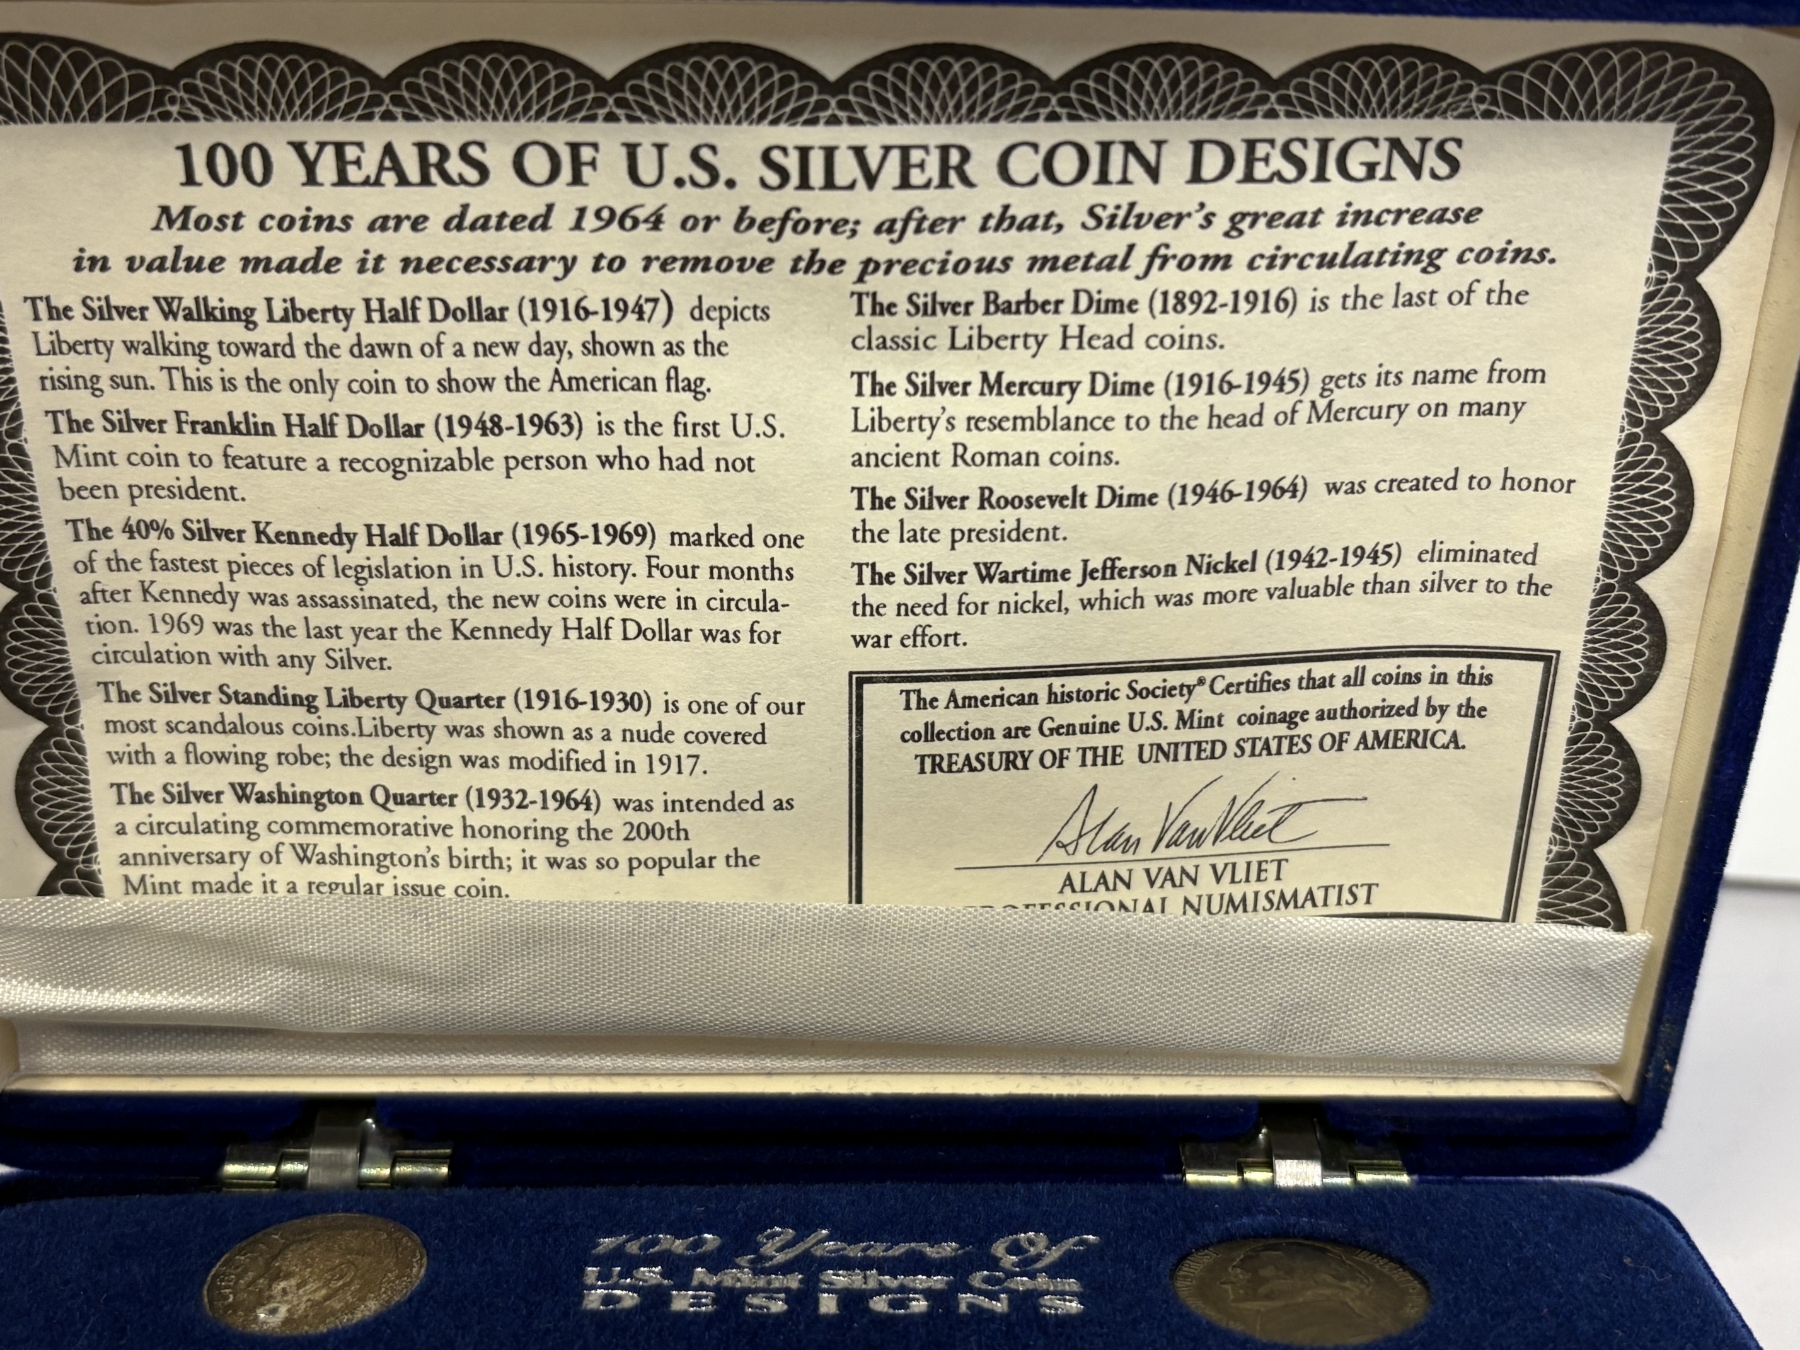 100 YEARS OF U.S. SILVER COIN DESIGNS
Most coins are dated 1964 or before; after that, Silver's great increase
in value made it necessary to remove the precious metal from circulating coins.
The Silver Walking Liberty Half Dollar (1916-1947) depicts
Liberty walking toward the dawn of a new day, shown as the
rising sun. This is the only coin to show the American flag.
The Silver Franklin Half Dollar (1948-1963) is the first U.S.
Mint coin to feature a recognizable person who had not
been president.
The 40% Silver Kennedy Half Dollar (1965-1969) marked one
of the fastest pieces of legislation in U.S. history. Four months
after Kennedy was assassinated, the new coins were in circula-
tion. 1969 was the last year the Kennedy Half Dollar was for
circulation with any Silver.
The Silver Standing Liberty Quarter (1916-1930) is one of our
most scandalous coins.Liberty was shown as a nude covered
with a flowing robe; the design was modified in 1917.
The Silver Washington Quarter (1932-1964) was intended as
a circulating commemorative honoring the 200th
anniversary of Washington's birth; it was so popular the
Mint made it a regular issue coin.
The Silver Barber Dime (1892-1916) is the last of the
classic Liberty Head coins.
The Silver Mercury Dime (1916-1945) gets its name from
Liberty's resemblance to the head of Mercury on many
ancient Roman coins.
The Silver Roosevelt Dime (1946-1964) was created to honor
the late president.
The Silver Wartime Jefferson Nickel (1942-1945) eliminated
the need for nickel, which was more valuable than silver to the
war effort.
The American historic Society® Certifies that all coins in this
collection are Genuine U.S. Mint coinage authorized by the
TREASURY OF THE UNITED STATES OF AMERICA.
Alan Van Vliet
ALAN VAN VLIET
PROFESSIONAL NUMISMATIST
100 Years Of
U.S. Mint Silver Coin
DESIGNS
LIBERTY